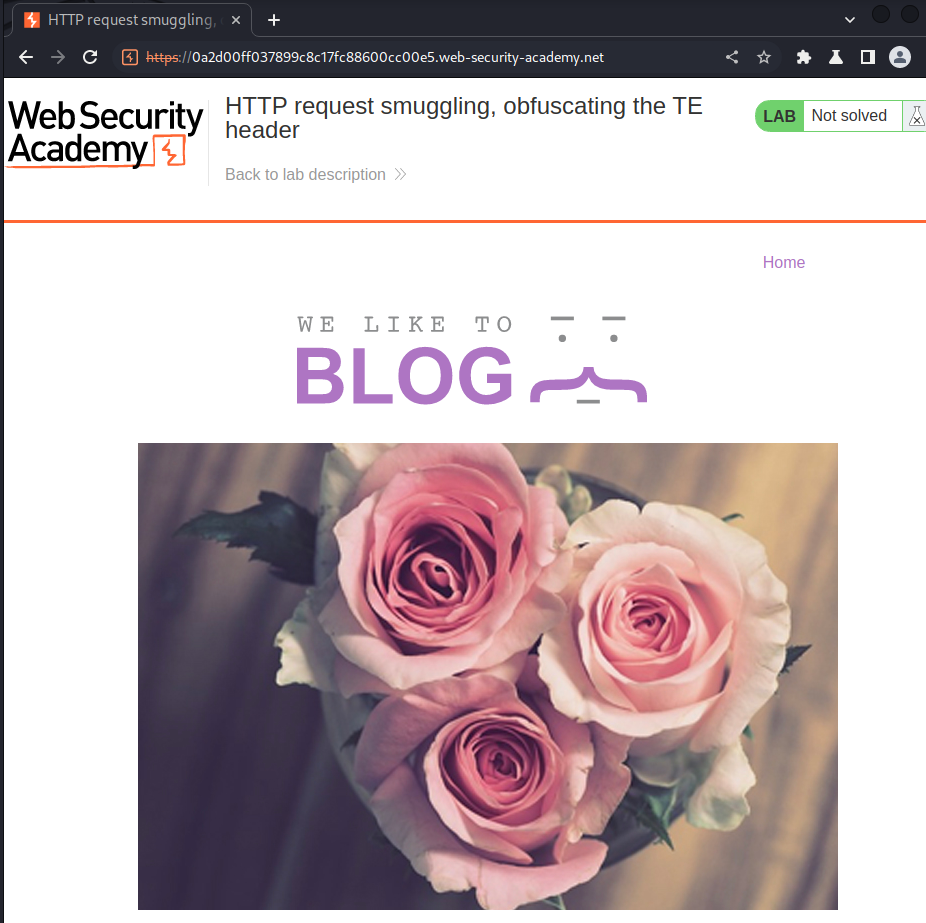 HTTP request smuggling,
https://0a2d00ff037899c8c17fc88600cc00e5.web-security-academy.net
Web Security
Academy
HTTP request smuggling, obfuscating the TE
header
LAB Not solved
Back to lab description
Home
WE LIKE TO
BLOG